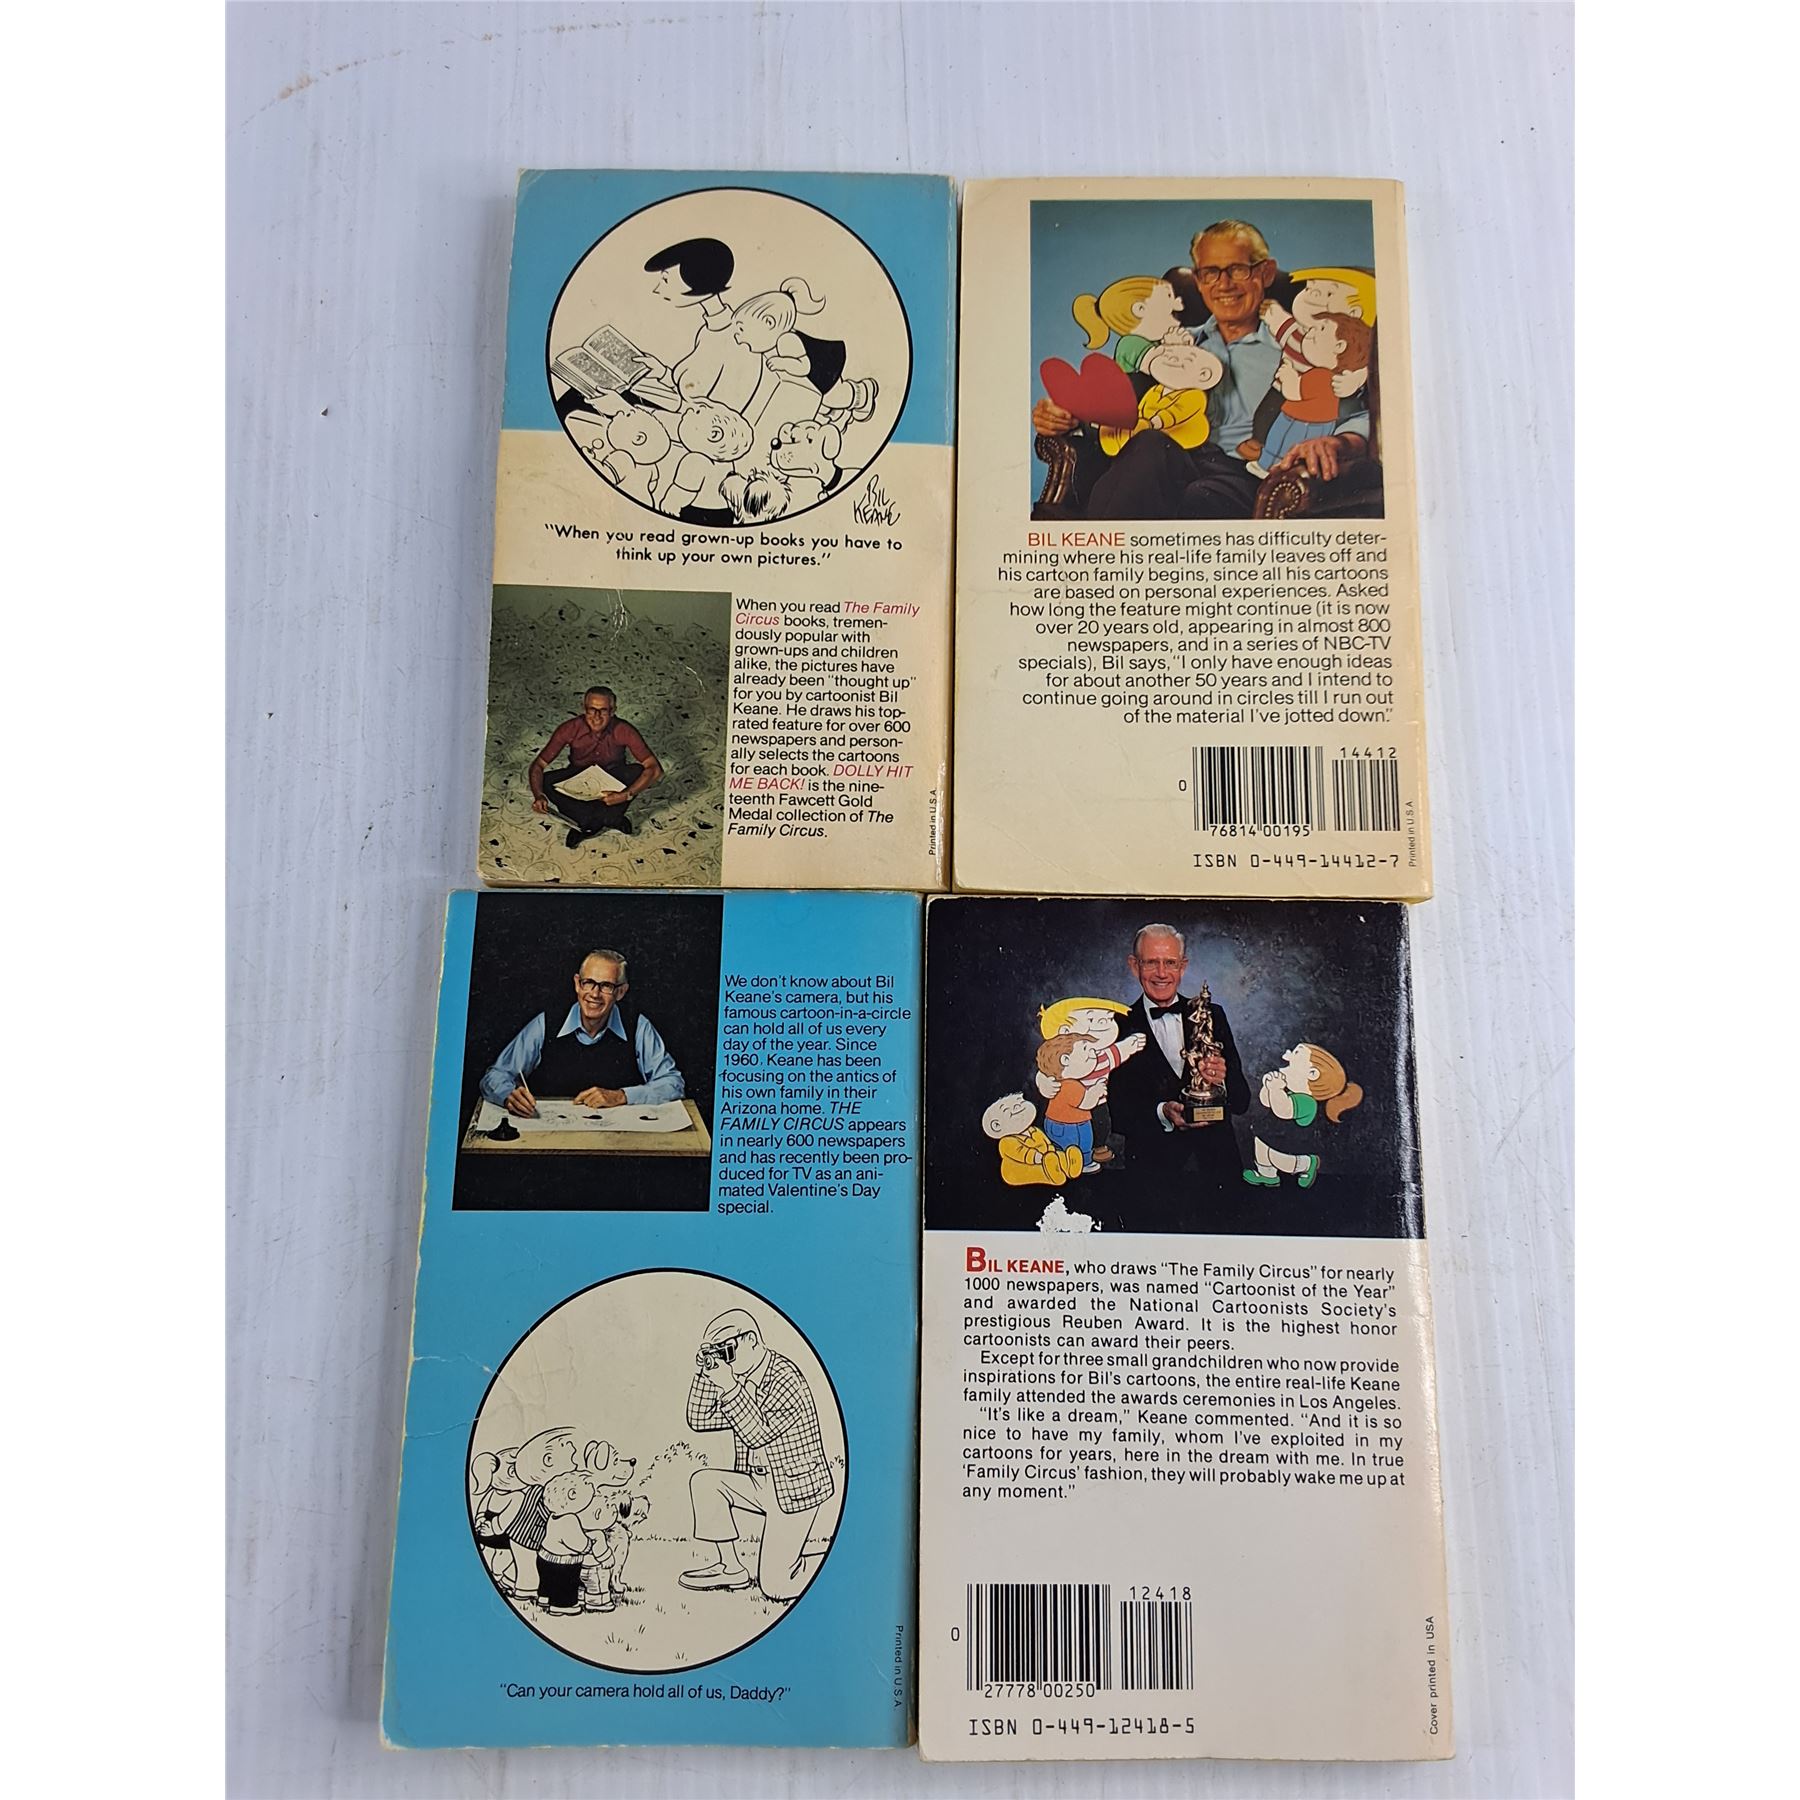 BIL
KEANE
"When you read grown-up books you have to
think up your own pictures."
When you read The Family
Circus books, tremen-
dously popular with
grown-ups and children
alike, the pictures have
already been "thought up"
for you by cartoonist Bil
Keane. He draws his top-
rated feature for over 600
newspapers and person-
ally selects the cartoons
for each book. DOLLY HIT
ME BACK! is the nine-
teenth Fawcett Gold
Medal collection of The
Family Circus.
Printed in U.S.A.
BIL KEANE sometimes has difficulty deter-
mining where his real-life family leaves off and
his cartoon family begins, since all his cartoons
are based on personal experiences. Asked
how long the feature might continue (it is now
over 20 years old, appearing in almost 800
newspapers, and in a series of NBC-TV
specials), Bil says, "I only have enough ideas
for about another 50 years and I intend to
continue going around in circles till I run out
of the material I've jotted down."
14412
0
76814 00195
ISBN 0-449-14412-7
Printed in U.S.A.
We don't know about Bil
Keane's camera, but his
famous cartoon-in-a-circle
can hold all of us every
day of the year. Since
1960, Keane has been
focusing on the antics of
his own family in their
Arizona home. THE
FAMILY CIRCUS appears
in nearly 600 newspapers
and has recently been pro-
duced for TV as an ani-
mated Valentine's Day
special.
"Can your camera hold all of us, Daddy?"
Printed in U.S.A.
BIL KEANE, who draws "The Family Circus" for nearly
1000 newspapers, was named "Cartoonist of the Year"
and awarded the National Cartoonists Society's
prestigious Reuben Award. It is the highest honor
cartoonists can award their peers.
Except for three small grandchildren who now provide
inspirations for Bil's cartoons, the entire real-life Keane
family attended the awards ceremonies in Los Angeles.
"It's like a dream," Keane commented. "And it is so
nice to have my family, whom I've exploited in my
cartoons for years, here in the dream with me. In true
'Family Circus' fashion, they will probably wake me up at
any moment."
12418
0
27778 00250
ISBN 0-449-12418-5
Cover printed in USA